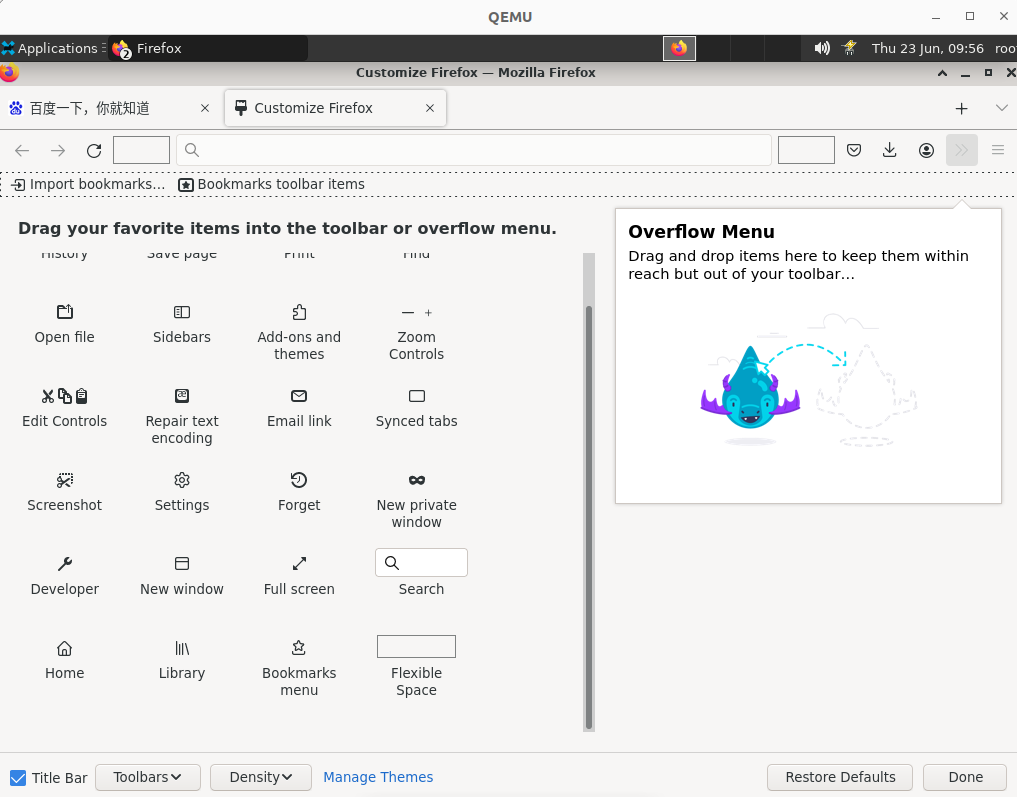 QEMU
Applications
2
Firefox
Thu 23 Jun, 09:56
roo
Customize Firefox — Mozilla Firefox
百度一下，你就知道
Customize Firefox
Import bookmarks...
Bookmarks toolbar items
Drag your favorite items into the toolbar or overflow menu.
History
Save page
Print
Find
Open file
Sidebars
Add-ons and
themes
Zoom
Controls
Edit Controls
Repair text
encoding
Email link
Synced tabs
Screenshot
Settings
Forget
New private
window
Developer
New window
Full screen
Search
Home
Library
Bookmarks
menu
Flexible
Space
Overflow Menu
Drag and drop items here to keep them within
reach but out of your toolbar...
Title Bar
Toolbars
Density
Manage Themes
Restore Defaults
Done